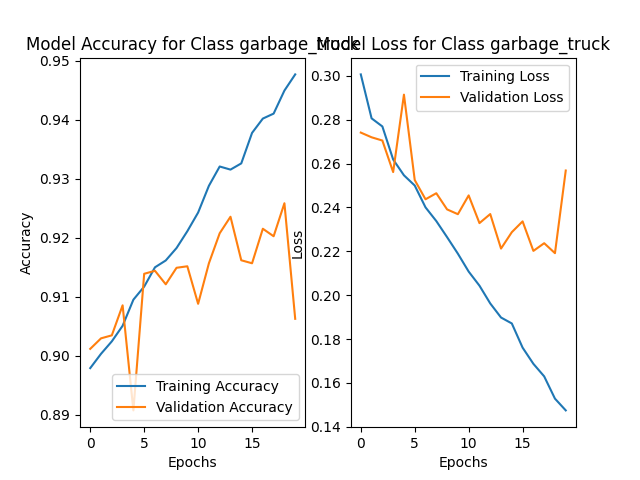 Model Accuracy for Class garbage_truck
Model Loss for Class garbage_truck
0.95
0.94
0.93
0.92
0.91
0.90
0.89
Accuracy
0
5
10
15
Epochs
Training Accuracy
Validation Accuracy
0.30
0.28
0.26
0.24
0.22
0.20
0.18
0.16
0.14
Loss
0
5
10
15
Epochs
Training Loss
Validation Loss